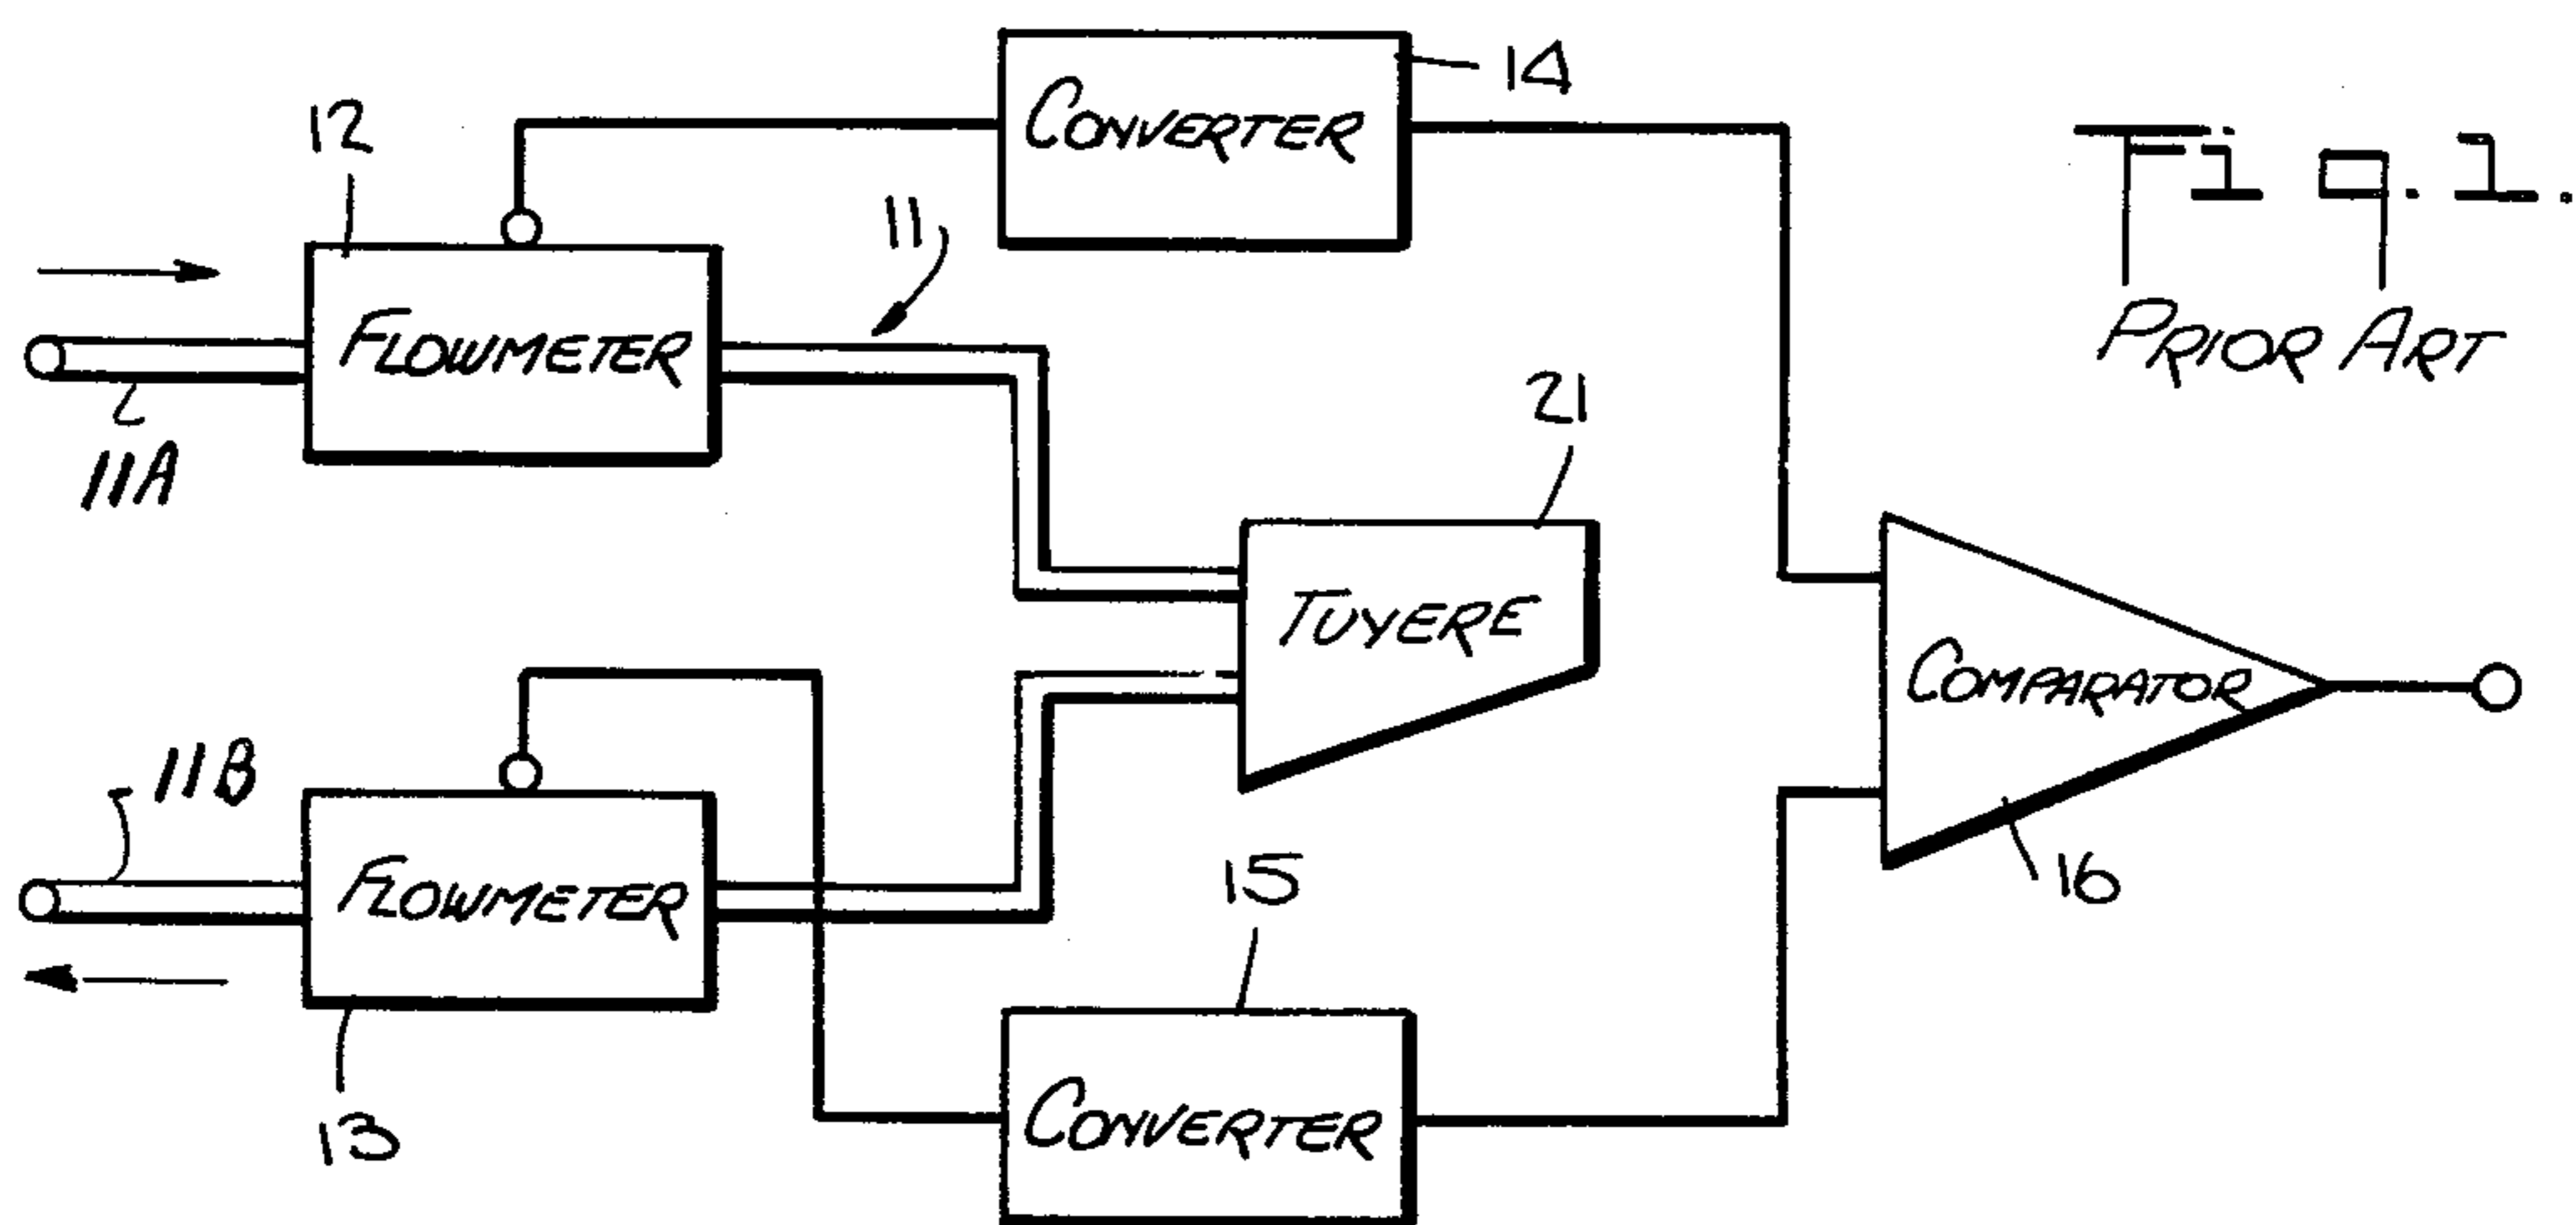 Fig. 1.
PRIOR ART
14
CONVERTER
12
11
FLOWMETER
11A
21
TUYERE
COMPARATOR
16
11B
FLOWMETER
13
15
CONVERTER